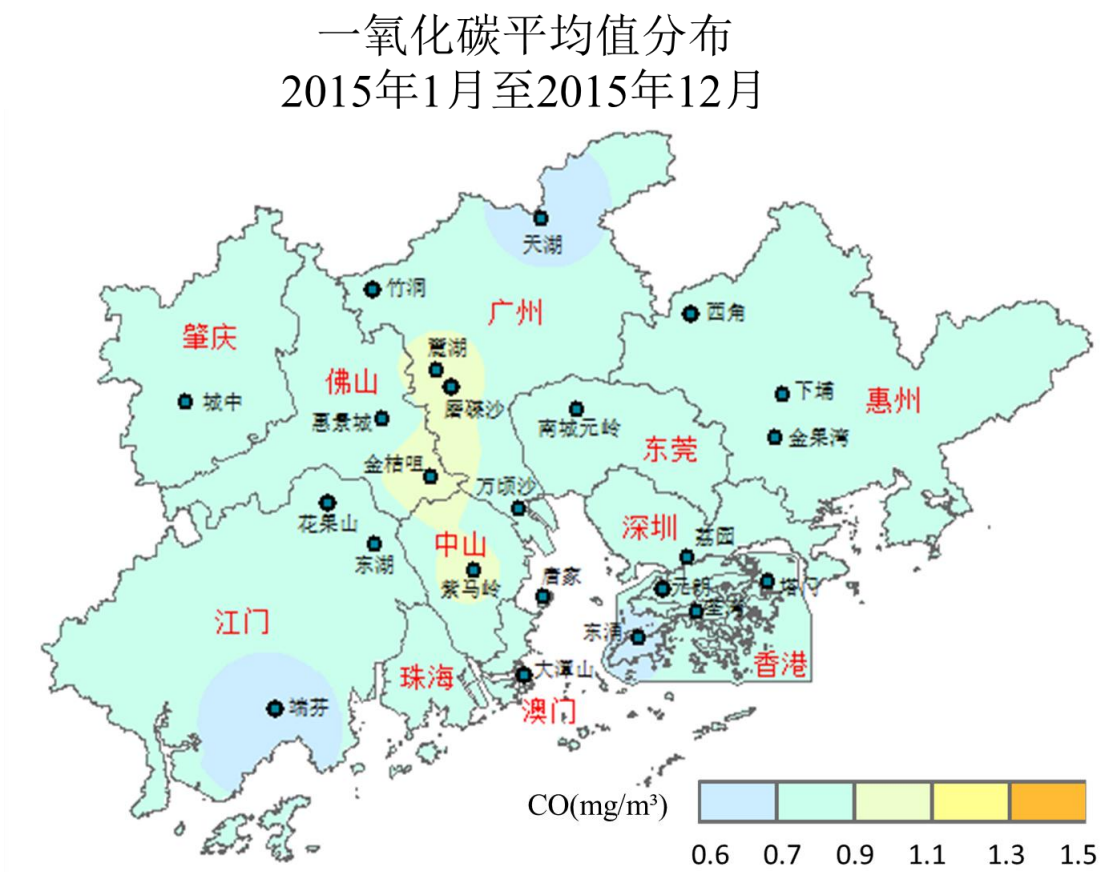 一氧化碳平均值分布
2015年1月至2015年12月
天湖
竹洞
广州
西角
肇庆
麓湖
佛山
城中
磨碟沙
下埔
惠州
惠景城
南城元岭
金果湾
东莞
金桔咀
万顷沙
花果山
深圳
荔园
东湖
中山
紫马岭
唐家
元朗
塔门
荃湾
江门
东涌
香港
珠海
大潭山
端芬
澳门
CO(mg/m³)
0.6 0.7 0.9 1.1 1.3 1.5